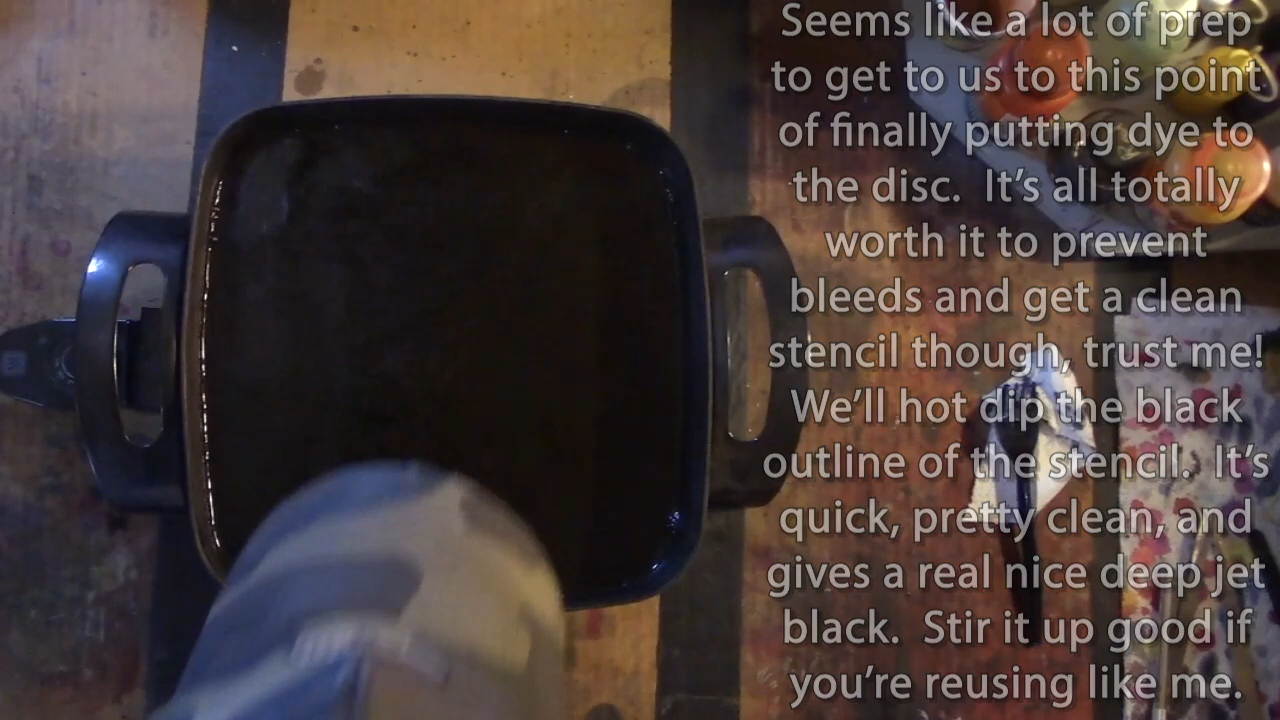 Seems like a lot of prep
to get to us to this point
of finally putting dye to
the disc.  It's all totally
worth it to prevent
bleeds and get a clean
stencil though, trust me!
We'll hot dip the black
outline of the stencil.  It's
quick, pretty clean, and
gives a real nice deep jet
black.  Stir it up good if
you're reusing like me.